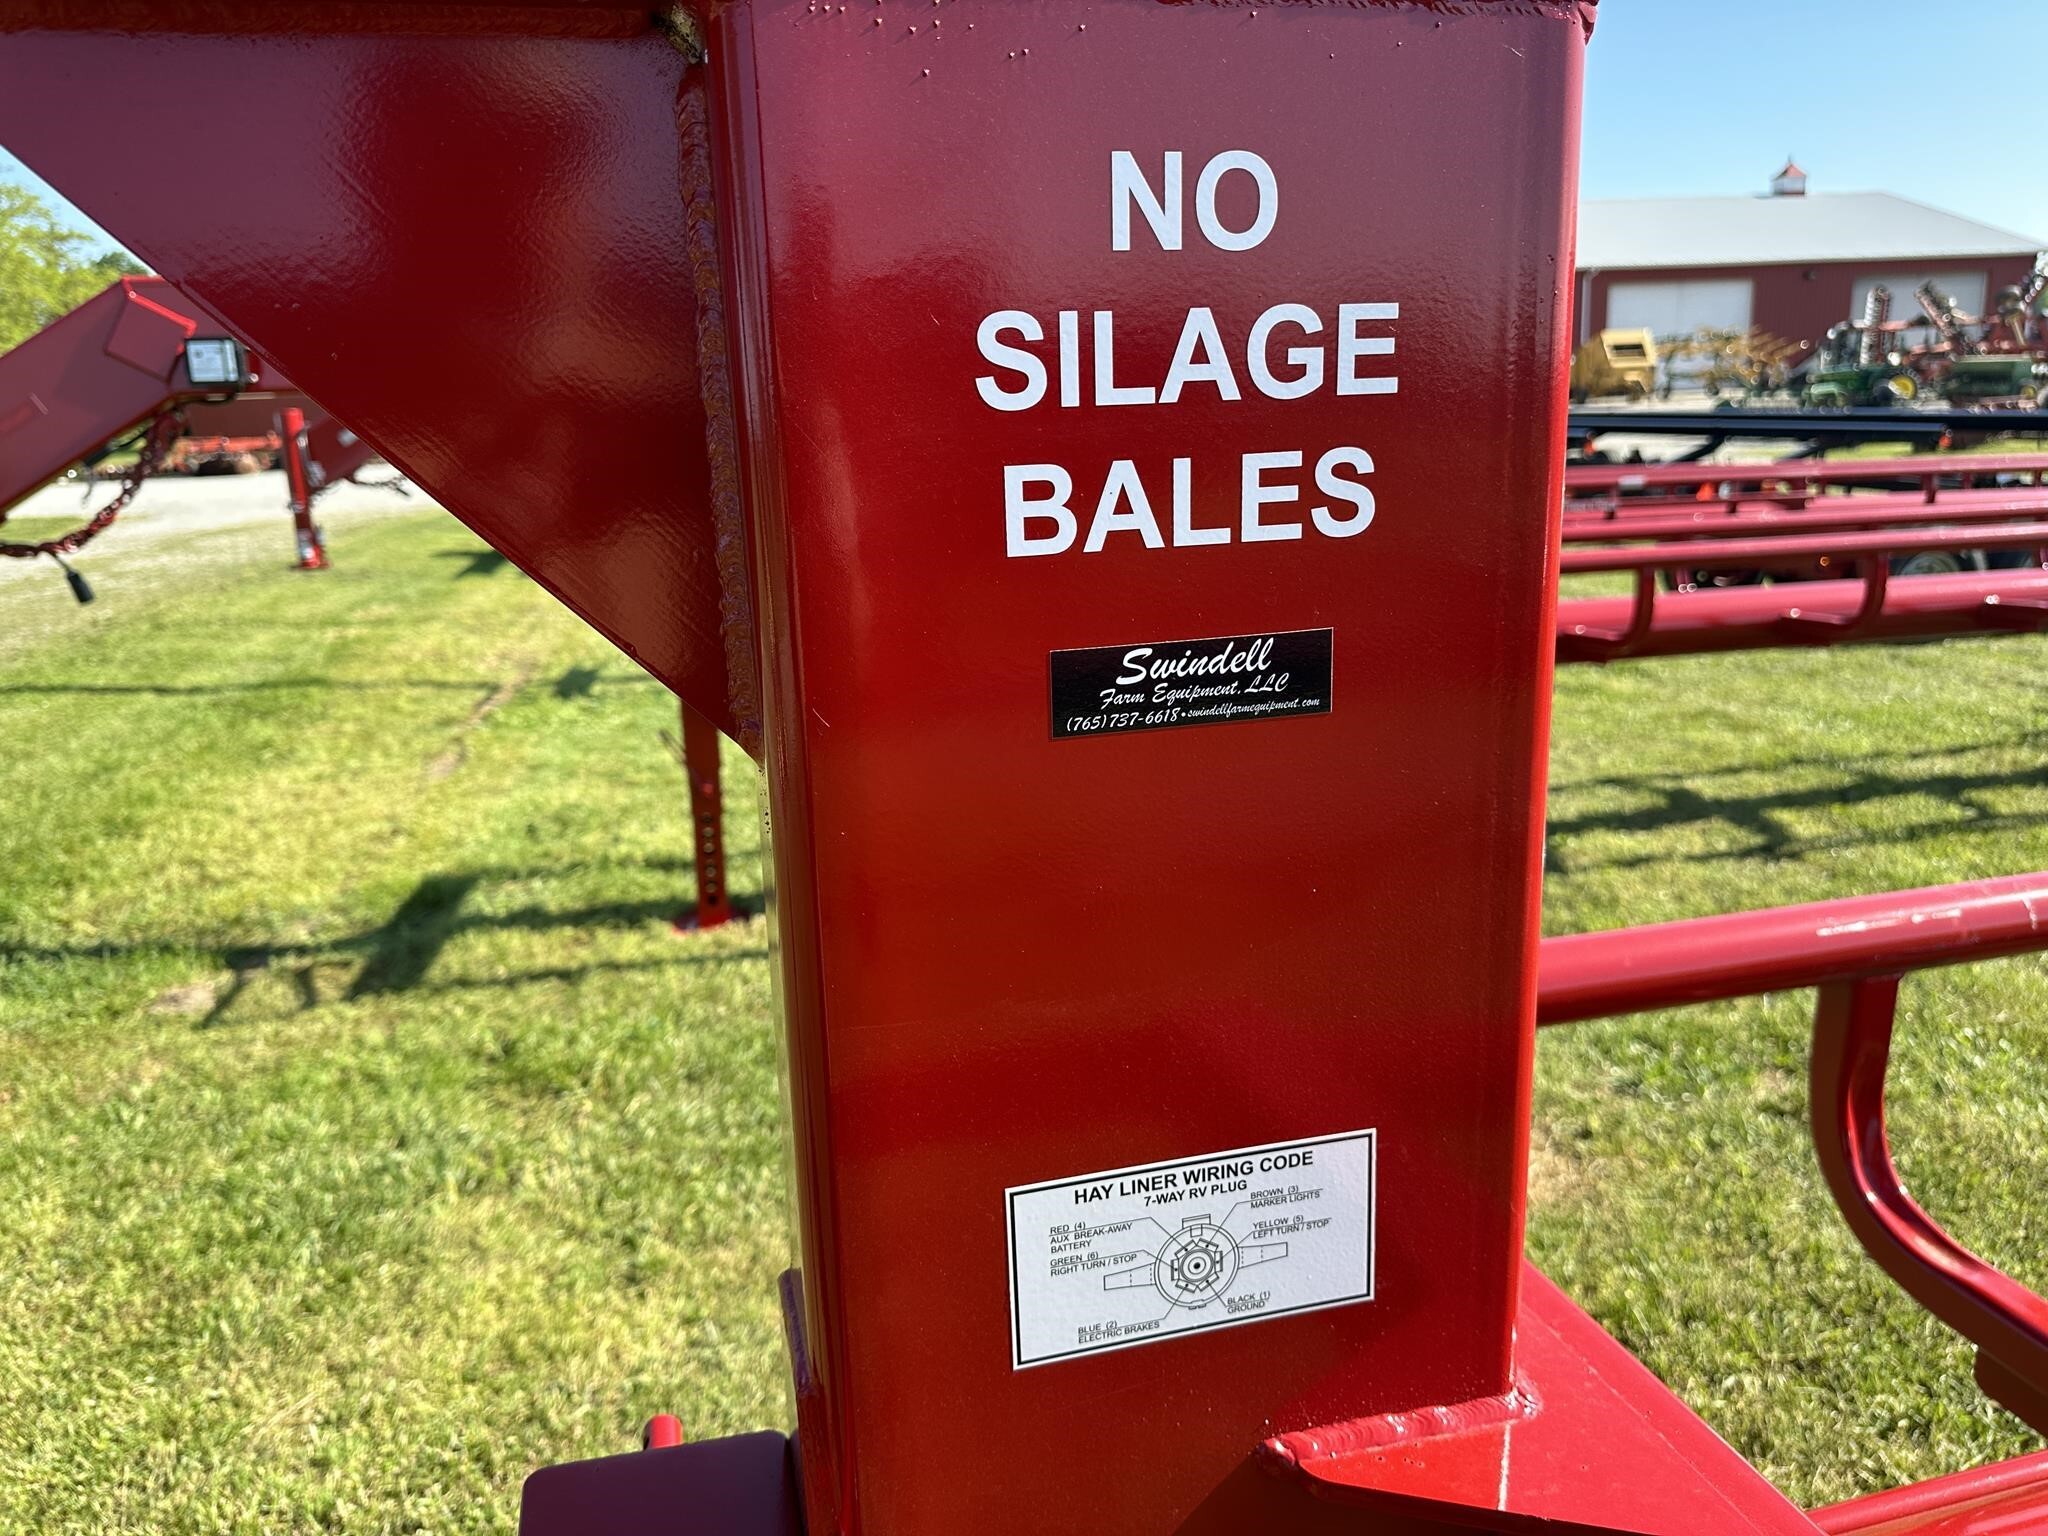 NO
SILAGE
BALES
Swindell
Farm Equipment, LLC
(765) 737-6618 • swindellfarmequipment.com
HAY LINER WIRING CODE
7-WAY RV PLUG
BROWN (3)
MARKER LIGHTS
RED (4)
AUX BREAK-AWAY
BATTERY
YELLOW (5)
LEFT TURN / STOP
GREEN (6)
RIGHT TURN / STOP
BLACK (1)
GROUND
BLUE (2)
ELECTRIC BRAKES